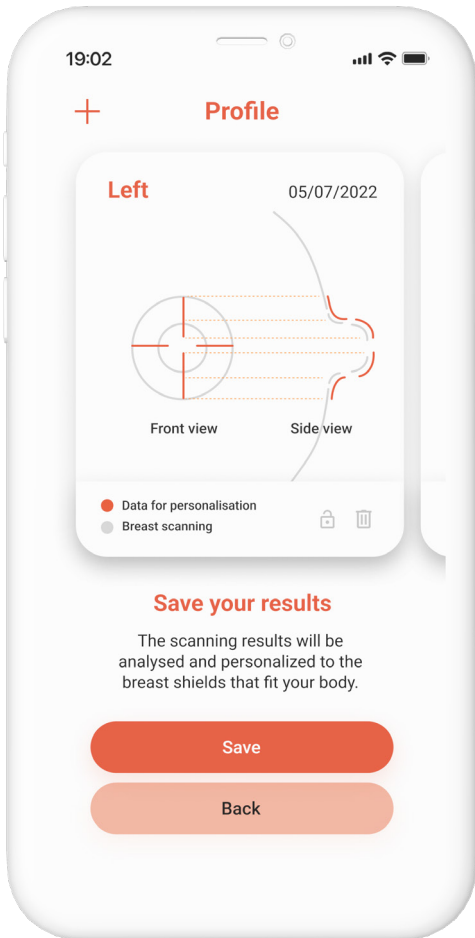 19:02
Profile
Left
05/07/2022
Front view
Side view
Data for personalisation
Breast scanning
Save your results
The scanning results will be
analysed and personalized to the
breast shields that fit your body.
Save
Back